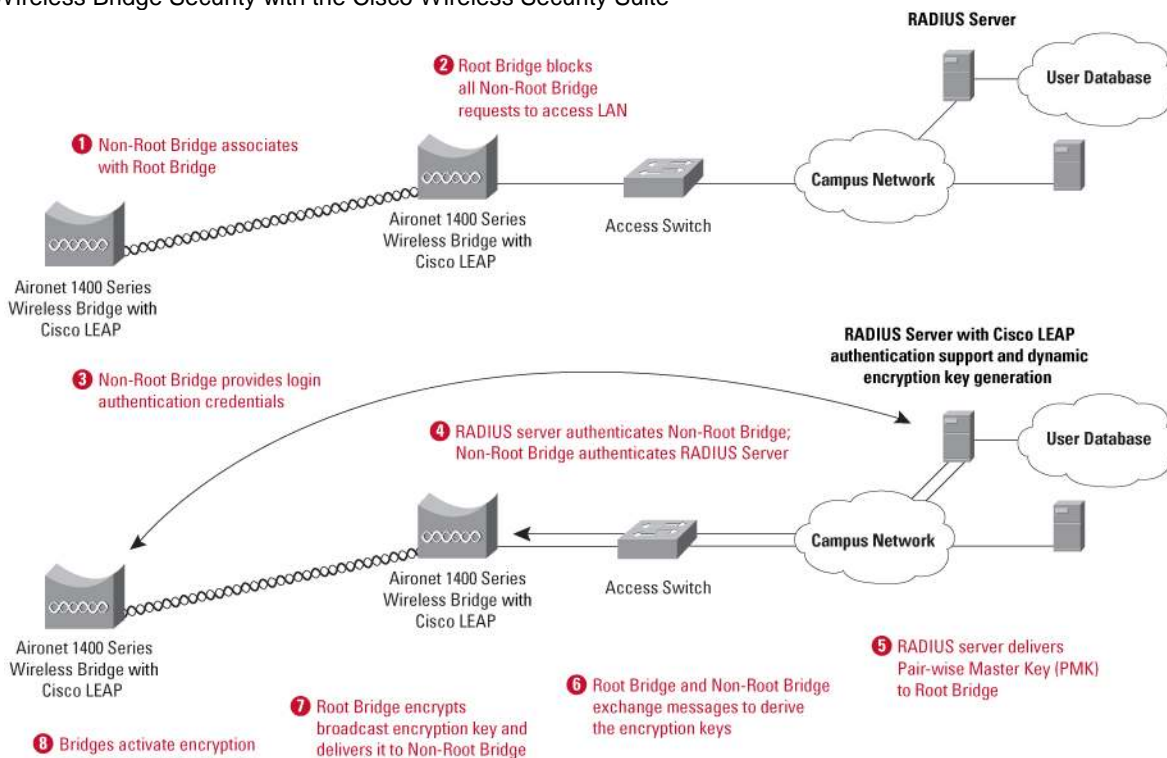 Wireless Bridge Security with the Cisco Wireless Security Suite
RADIUS Server
User Database
2 Root Bridge blocks
all Non-Root Bridge
requests to access LAN
1 Non-Root Bridge associates
with Root Bridge
Campus Network
Access Switch
Aironet 1400 Series
Wireless Bridge with
Cisco LEAP
Aironet 1400 Series
Wireless Bridge with
Cisco LEAP
RADIUS Server with Cisco LEAP
authentication support and dynamic
encryption key generation
3 Non-Root Bridge provides login
authentication credentials
4 RADIUS server authenticates Non-Root Bridge;
Non-Root Bridge authenticates RADIUS Server
User Database
Campus Network
Access Switch
Aironet 1400 Series
Wireless Bridge with
Cisco LEAP
Aironet 1400 Series
Wireless Bridge with
Cisco LEAP
5 RADIUS server delivers
Pair-wise Master Key (PMK)
to Root Bridge
6 Root Bridge and Non-Root Bridge
exchange messages to derive
the encryption keys
7 Root Bridge encrypts
broadcast encryption key and
delivers it to Non-Root Bridge
8 Bridges activate encryption